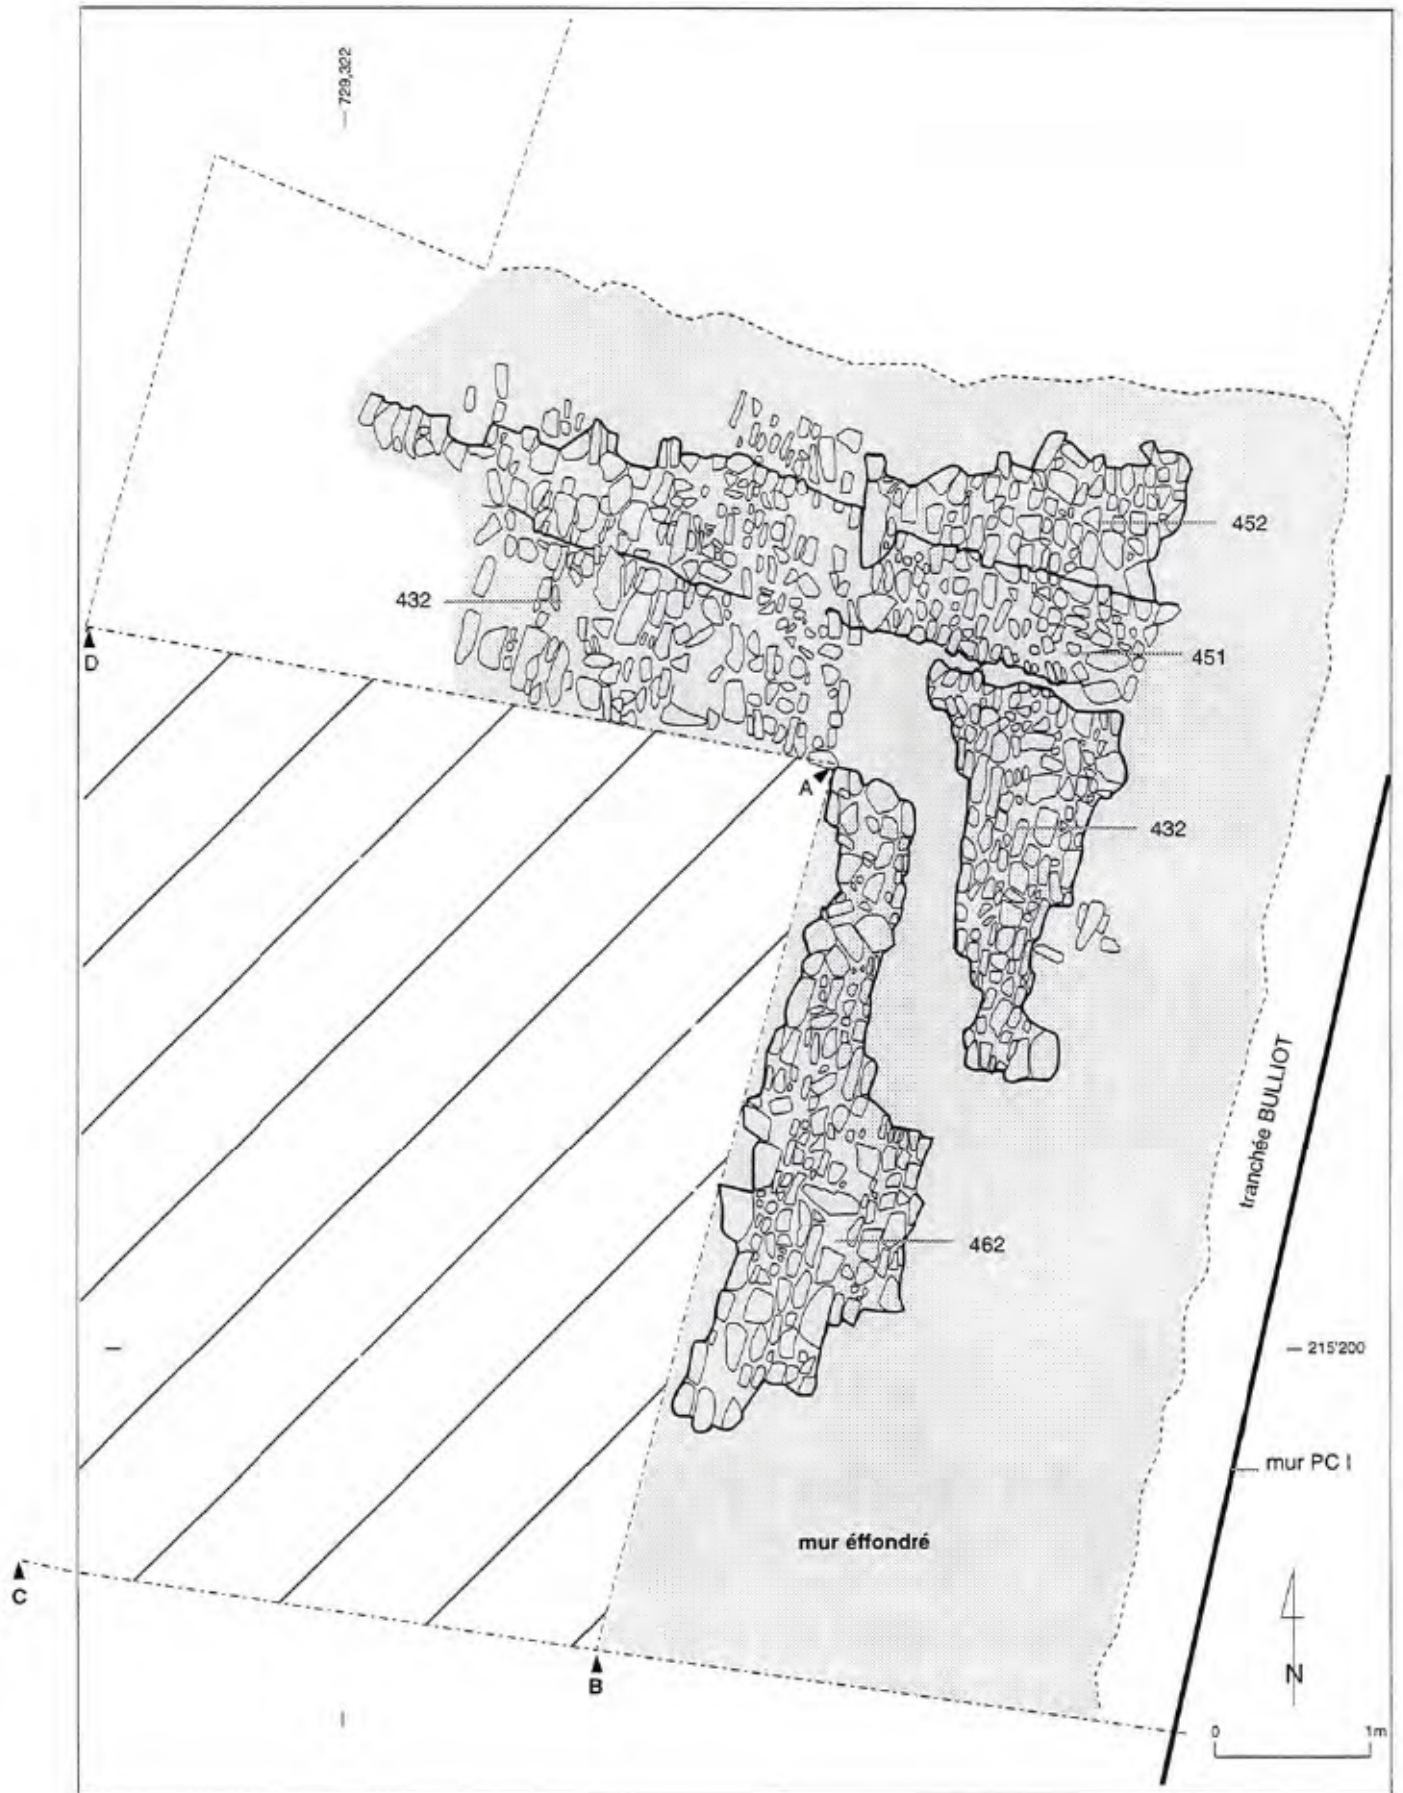 — 729,322
452
432
451
D
A
432
tranchée BULLIOT
462
— 215'200
mur PC I
mur éffondré
C
B
N
0 1m